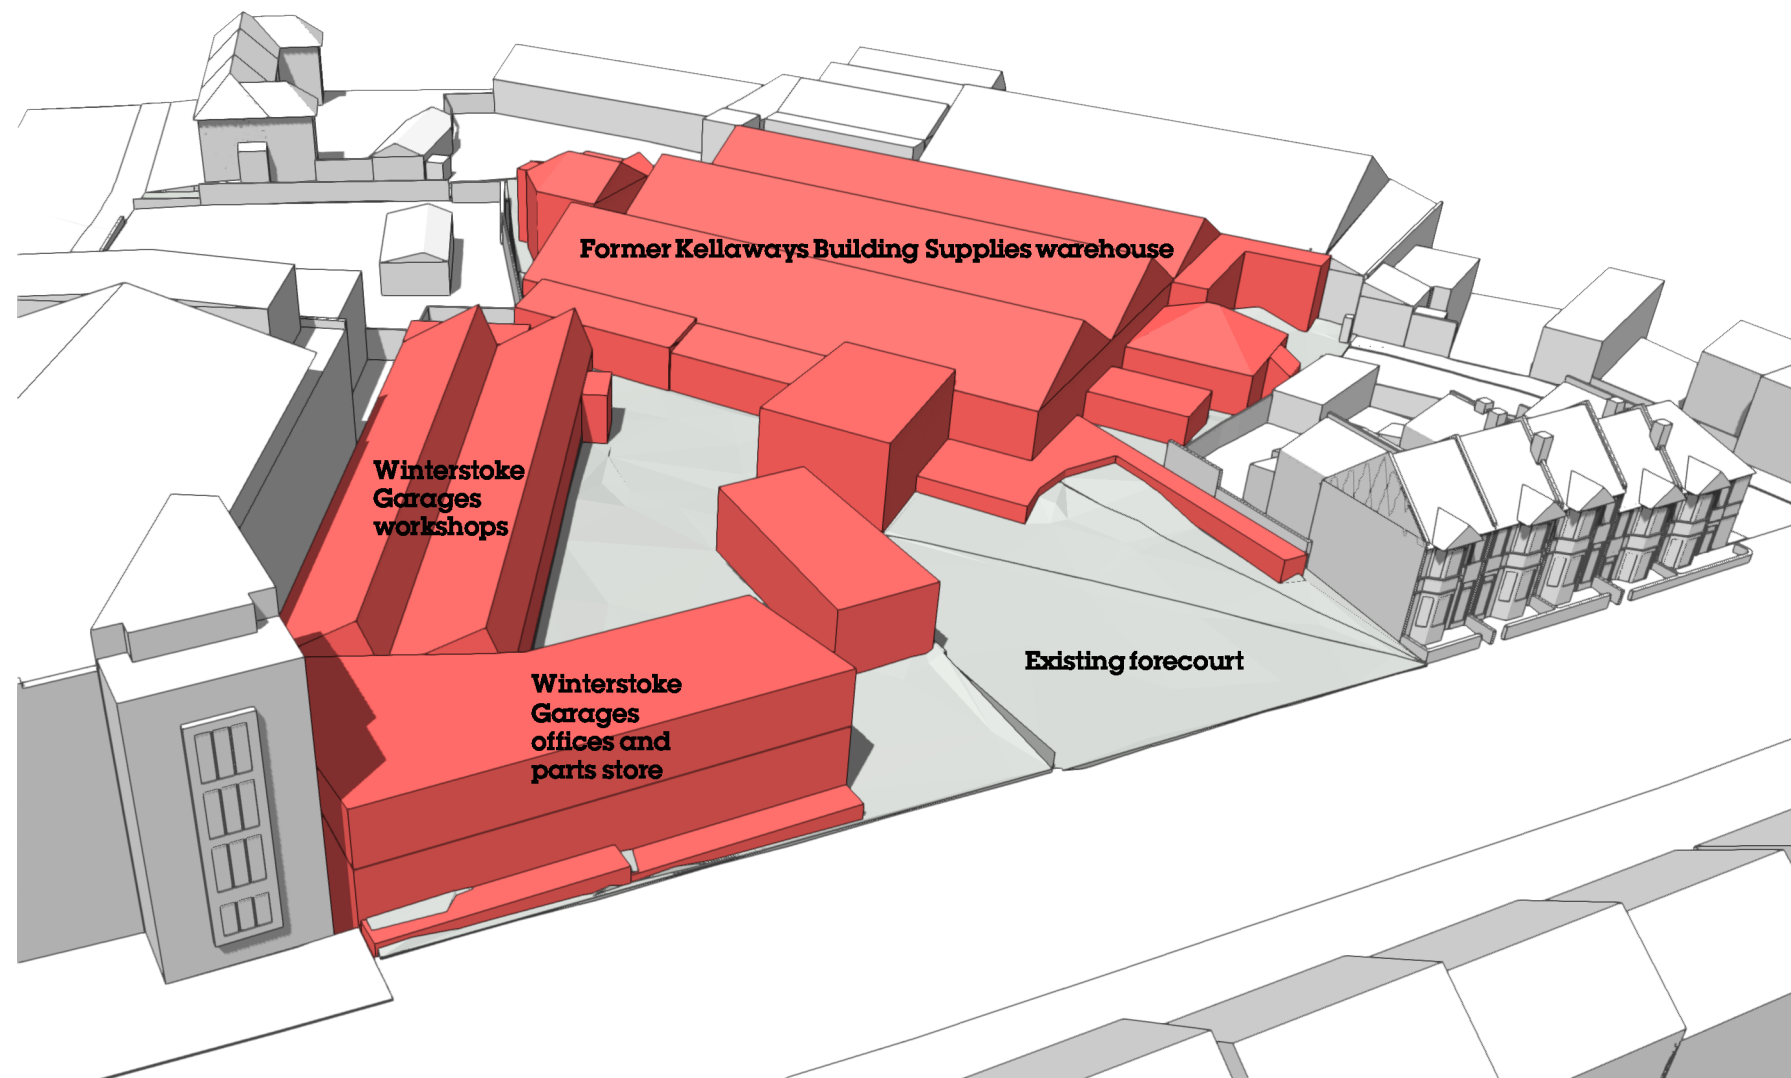 Former Kellaways Building Supplies warehouse
Winterstoke
Garages
workshops
Existing forecourt
Winterstoke
Garages
offices and
parts store